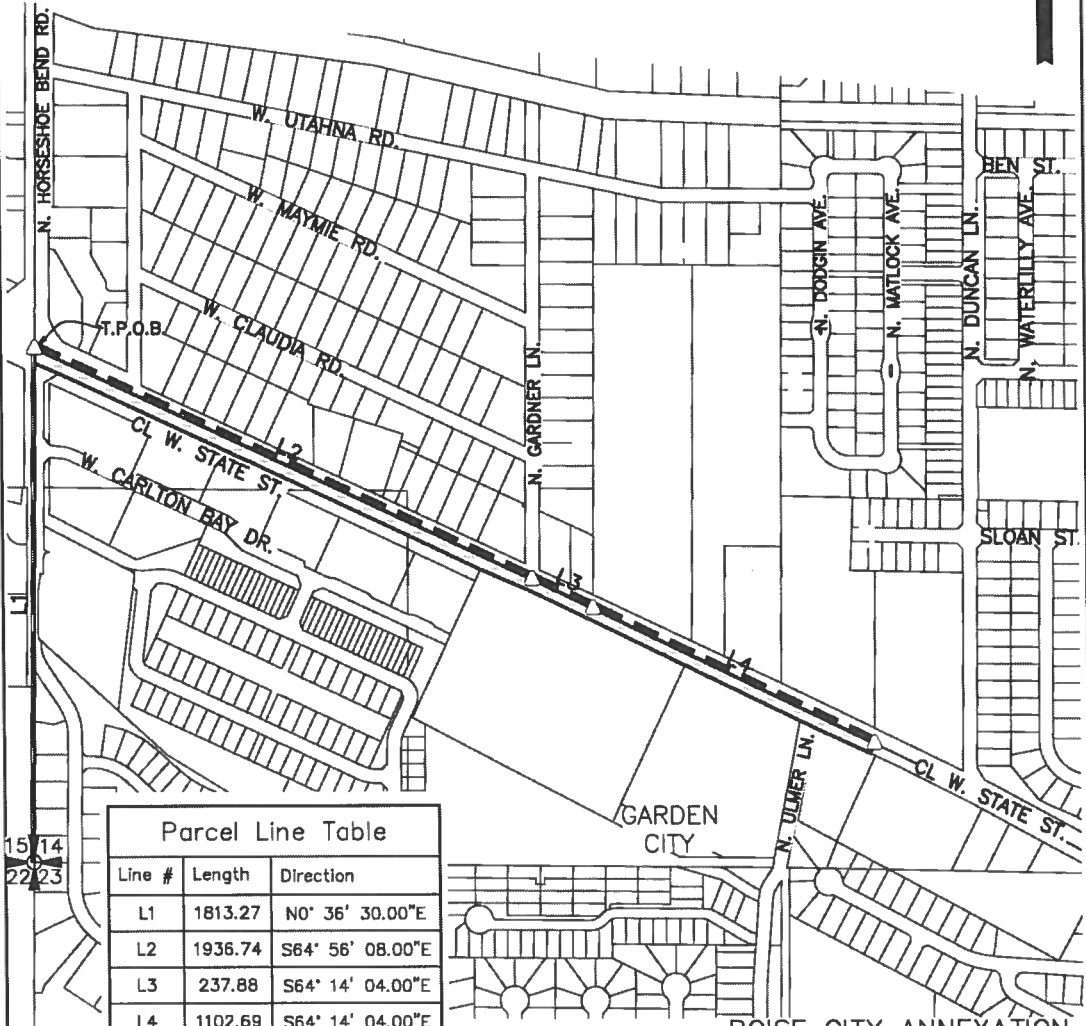 N. HORSESHOE BEND RD.
W. UTAHNA RD.
W. MAYMIE RD.
W. CLAUDIA RD.
T.P.O.B.
BEN ST.
N. DODGIN AVE.
N. MATLOCK AVE.
N. DUNCAN LN.
N. WATERLILLY AVE.
N. GARDNER LN.
L2
CL W. STATE ST.
W. CARLTON BAY DR.
SLOAN ST.
L1
L3
L4
N. ULMER LN.
CL W. STATE ST.
GARDEN
CITY
15 14
22 23
Parcel Line Table
Line # Length Direction
L1 1813.27 N0° 36' 30.00"E
L2 1936.74 S64° 56' 08.00"E
L3 237.88 S64° 14' 04.00"E
L4 1102.69 S64° 14' 04.00"E
BOISE CITY ANNEXATION